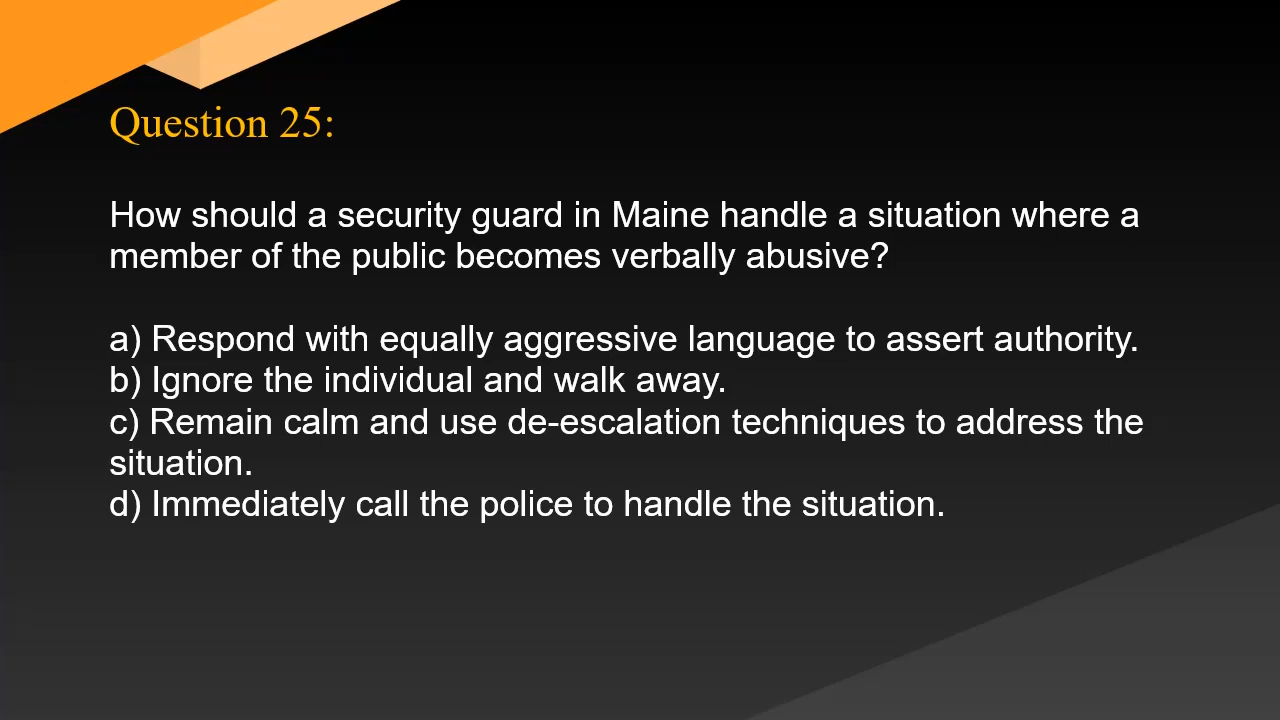 Question 25:
How should a security guard in Maine handle a situation where a
member of the public becomes verbally abusive?
a) Respond with equally aggressive language to assert authority.
b) Ignore the individual and walk away.
c) Remain calm and use de-escalation techniques to address the
situation.
d) Immediately call the police to handle the situation.